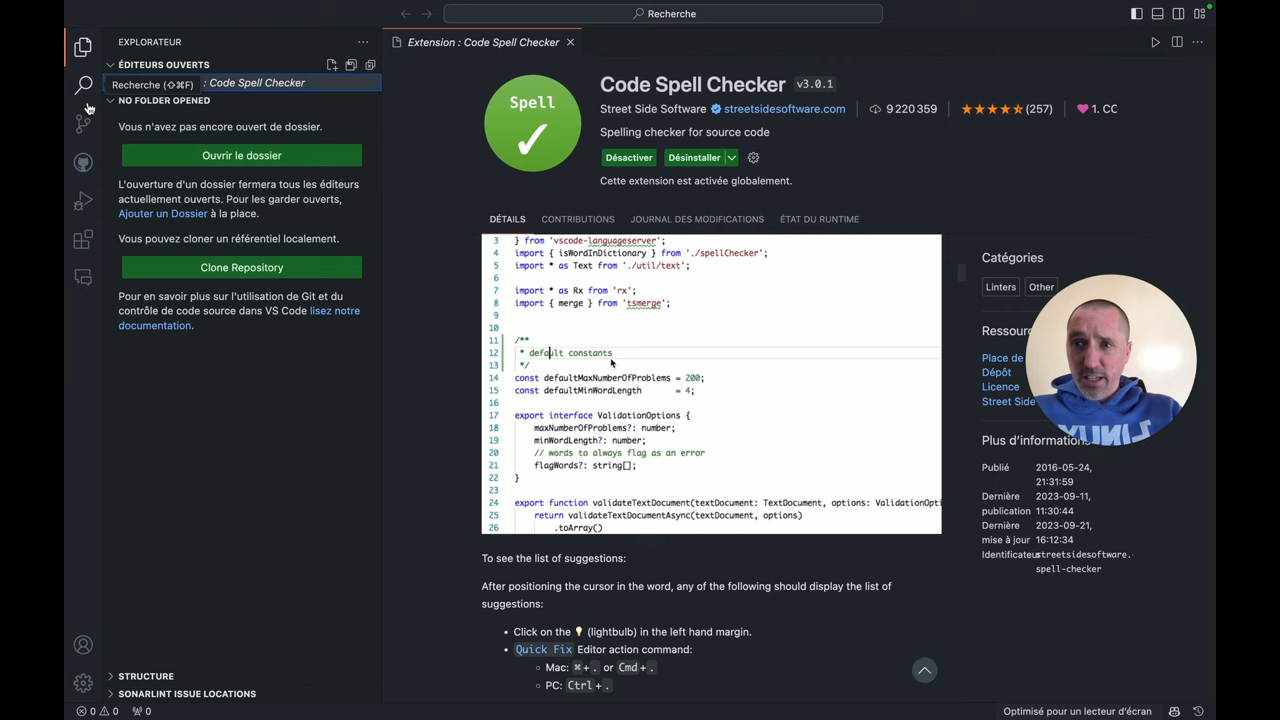 Recherche
EXPLORATEUR
ÉDITEURS OUVERTS
Recherche (⇧⌘F)
: Code Spell Checker
NO FOLDER OPENED
Vous n'avez pas encore ouvert de dossier.
Ouvrir le dossier
L'ouverture d'un dossier fermera tous les éditeurs
actuellement ouverts. Pour les garder ouverts,
Ajouter un Dossier à la place.
Vous pouvez cloner un référentiel localement.
Clone Repository
Pour en savoir plus sur l'utilisation de Git et du
contrôle de code source dans VS Code lisez notre
documentation.
STRUCTURE
SONARLINT ISSUE LOCATIONS
Extension : Code Spell Checker
Spell
Code Spell Checker v3.0.1
Street Side Software streetsidesoftware.com 9 220 359 (257) 1. CC
Spelling checker for source code
Désactiver Désinstaller
Cette extension est activée globalement.
DÉTAILS CONTRIBUTIONS JOURNAL DES MODIFICATIONS ÉTAT DU RUNTIME
3 } from 'vscode-languageserver';
4 import { isWordInDictionary } from './spellChecker';
5 import * as Text from './util/text';
6
7 import * as Rx from 'rx';
8 import { merge } from 'tsmerge';
9
10
11 /**
12 * default constants
13 */
14 const defaultMaxNumberOfProblems = 200;
15 const defaultMinWordLength = 4;
16
17 export interface ValidationOptions {
18 maxNumberOfProblems?: number;
19 minWordLength?: number;
20 // words to always flag as an error
21 flagWords?: string[];
22 }
23
24 export function validateTextDocument(textDocument: TextDocument, options: ValidationOpti
25 return validateTextDocumentAsync(textDocument, options)
26 .toArray()
To see the list of suggestions:
After positioning the cursor in the word, any of the following should display the list of
suggestions:
• Click on the 💡 (lightbulb) in the left hand margin.
• Quick Fix Editor action command:
Mac: ⌘+. or Cmd+.
PC: Ctrl+.
Catégories
Linters Other
Ressour
Place de
Dépôt
Licence
Street Side
Plus d'informatio
Publié 2016-05-24,
21:31:59
Dernière 2023-09-11,
publication 11:30:44
Dernière 2023-09-21,
mise à jour 16:12:34
Identificateur streetsidesoftware.
spell-checker
LINUX
0 0 0
Optimisé pour un lecteur d'écran